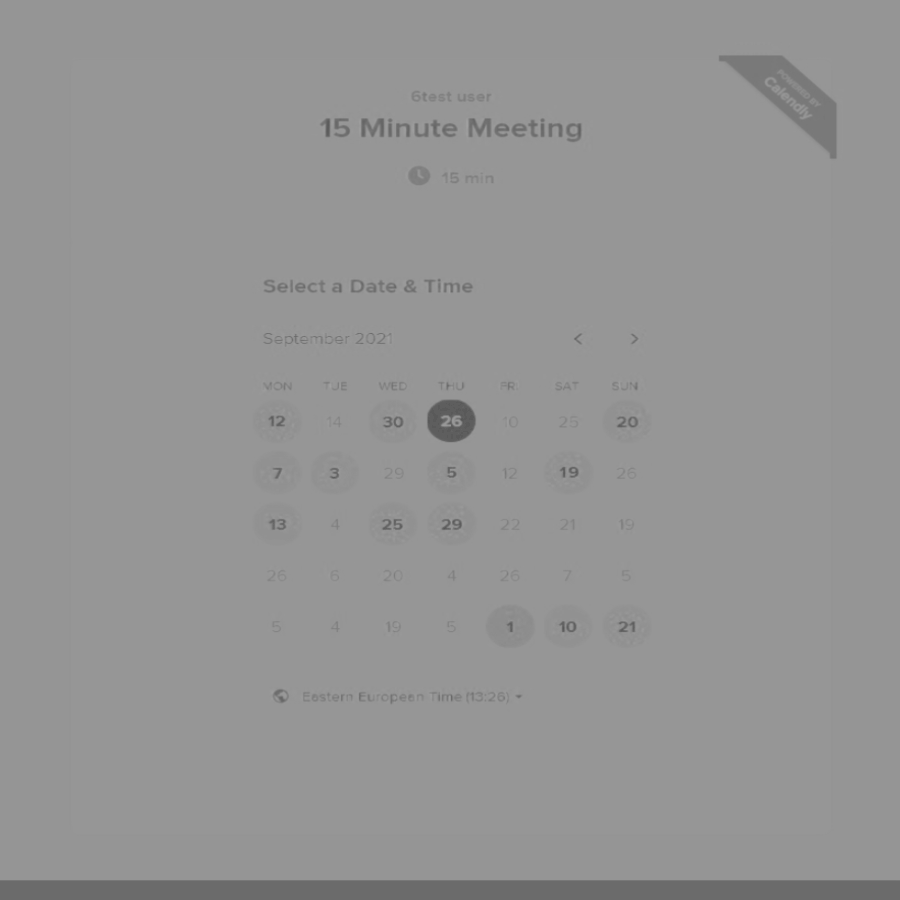 POWERED BY
Calendly
6test user
15 Minute Meeting
15 min
Select a Date & Time
September 2021
MON TUE WED THU FRI SAT SUN
12 14 30 26 10 25 20
7 3 29 5 12 19 26
13 4 25 29 22 21 19
26 6 20 4 26 7 5
5 4 19 5 1 10 21
Eastern European Time (13:26)